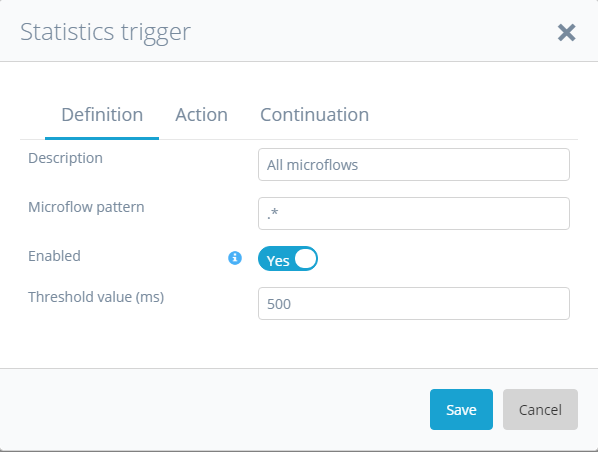 Statistics trigger
Definition Action Continuation
Description All microflows
Microflow pattern .*
Enabled Yes
Threshold value (ms) 500
Save Cancel